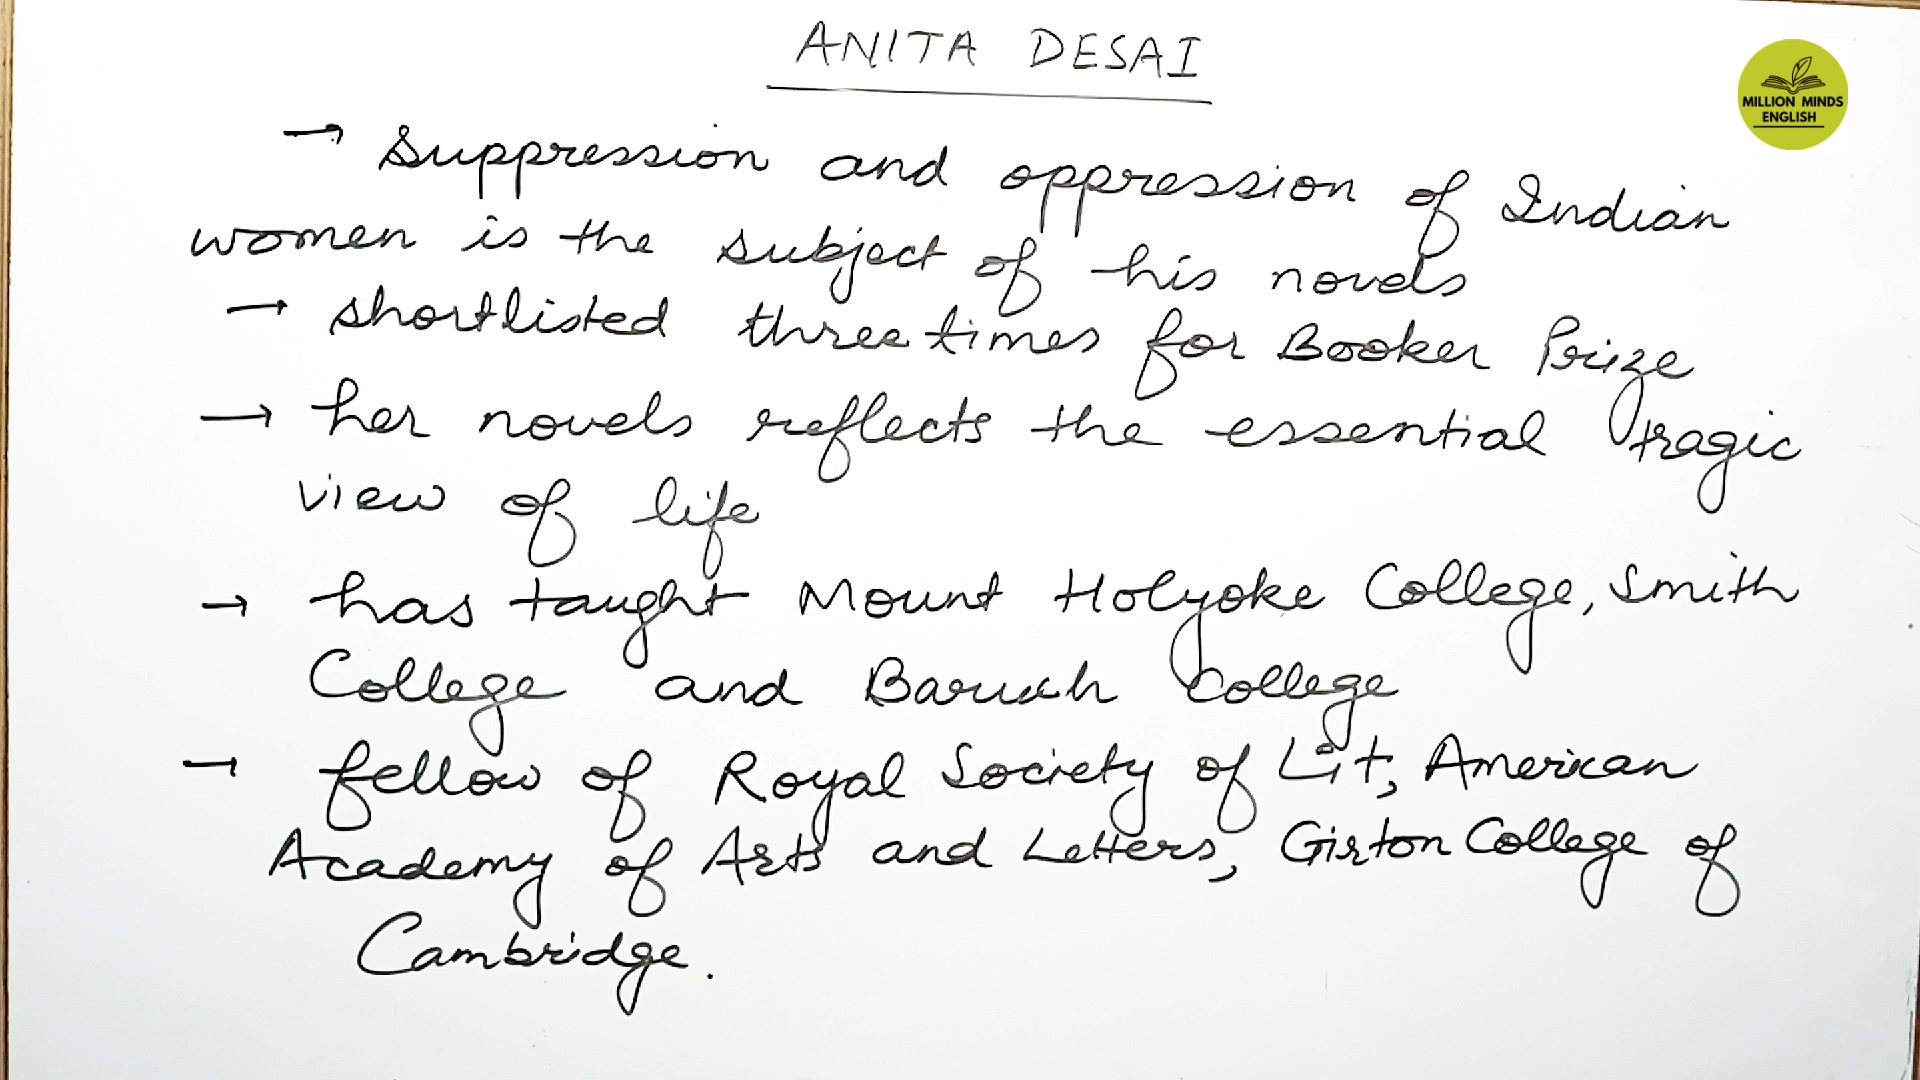 ANITA DESAI
MILLION MINDS
ENGLISH
→ Suppression and oppression of Indian
women is the subject of his novels
→ shortlisted three times for Booker Prize
→ her novels reflects the essential tragic
view of life
→ has taught Mount Holyoke College, Smith
College and Baruch College
→ fellow of Royal Society of Lit, American
Academy of Arts and Letters, Girton College of
Cambridge.